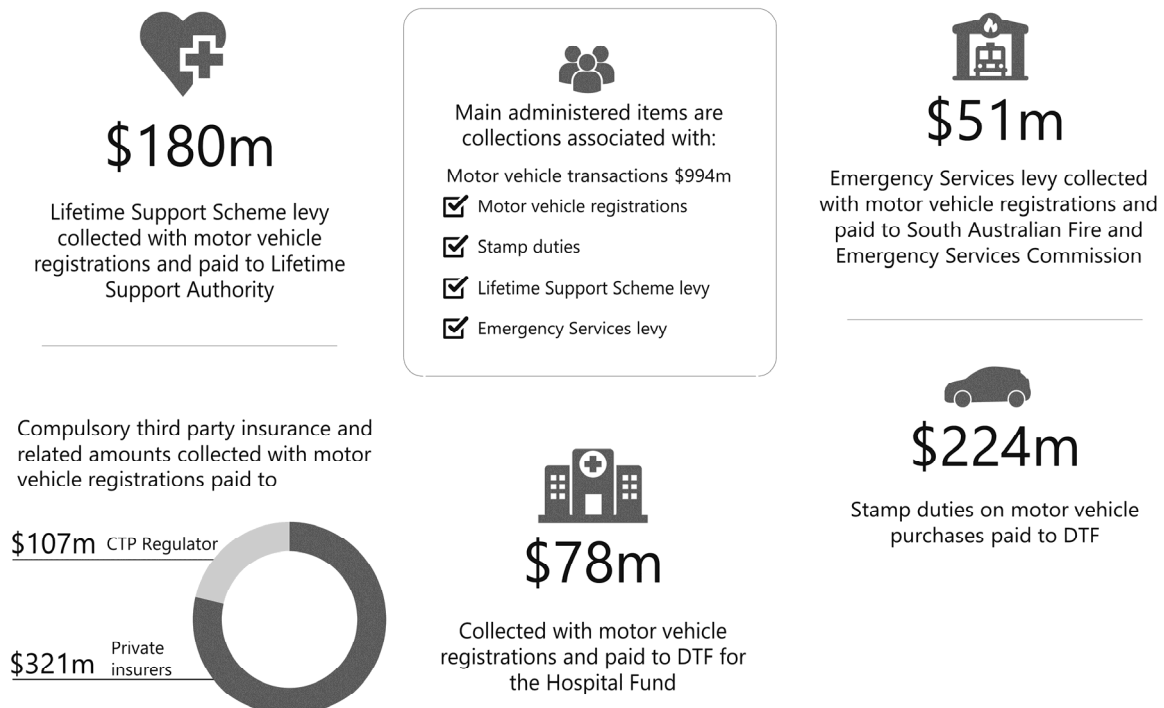 $180m
Lifetime Support Scheme levy
collected with motor vehicle
registrations and paid to Lifetime
Support Authority
Main administered items are
collections associated with:
Motor vehicle transactions $994m
Motor vehicle registrations
Stamp duties
Lifetime Support Scheme levy
Emergency Services levy
$51m
Emergency Services levy collected
with motor vehicle registrations and
paid to South Australian Fire and
Emergency Services Commission
Compulsory third party insurance and
related amounts collected with motor
vehicle registrations paid to
$107m CTP Regulator
$321m Private
insurers
$78m
Collected with motor vehicle
registrations and paid to DTF for
the Hospital Fund
$224m
Stamp duties on motor vehicle
purchases paid to DTF